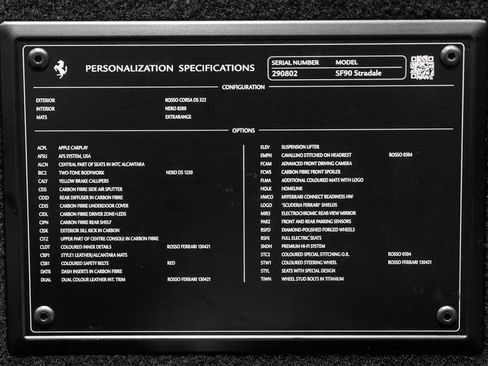 PERSONALIZATION SPECIFICATIONS
SERIAL NUMBER MODEL
290802 SF90 Stradale
CONFIGURATION
EXTERIOR ROSSO CORSA DS 322
INTERIOR NERO 8500
MATS EXTRARANGE
OPTIONS
ACPL APPLE CARPLAY
AFSU AFS SYSTEM, USA
ALCN CENTRAL PART OF SEATS IN INT.C ALCANTARA
BIC2 TWO-TONE BODYWORK NERO DS 1250
CALY YELLOW BRAKE CALLIPERS
CEIS CARBON FIBRE SIDE AIR SPLITTER
CEXD REAR DIFFUSER IN CARBON FIBRE
CEXS CARBON FIBRE UNDERDOOR COVER
CIDL CARBON FIBRE DRIVER ZONE+LEDS
CIPH CARBON FIBRE REAR SHELF
CISK EXTERIOR SILL KICK IN CARBON
CITZ UPPER PART OF CENTRE CONSOLE IN CARBON FIBRE
CLDT COLOURED INNER DETAILS ROSSO FERRARI 130421
CRP1 STYLE1 LEATHER/ALCANTARA MATS
CSB1 COLOURED SAFETY BELTS RED
DATR DASH INSERTS IN CARBON FIBRE
DUAL DUAL COLOUR LEATHER INT. TRIM ROSSO FERRARI 130421
ELEV SUSPENSION LIFTER
EMPH CAVALLINO STITCHED ON HEADREST ROSSO 0504
FCAM ADVANCED FRONT DRIVING CAMERA
FCWS CARBON FIBRE FRONT SPOILER
FLMA ADDITIONAL COLOURED MATS WITH LOGO
HOLK HOMELINK
HWCO MYFERRARI CONNECT READINESS HW
LOGO "SCUDERIA FERRARI" SHIELDS
MIR3 ELECTROCHROMIC REAR-VIEW MIRROR
PAR2 FRONT AND REAR PARKING SENSORS
RSPD DIAMOND-POLISHED FORGED WHEELS
RSFE FULL ELECTRIC SEATS
SNDH PREMIUM HI-FI SYSTEM
STC2 COLOURED SPECIAL STITCHING O.R. ROSSO 0504
STW1 COLOURED STEERING WHEEL ROSSO FERRARI 130421
STYL SEATS WITH SPECIAL DESIGN
TIWN WHEEL STUD BOLTS IN TITANIUM